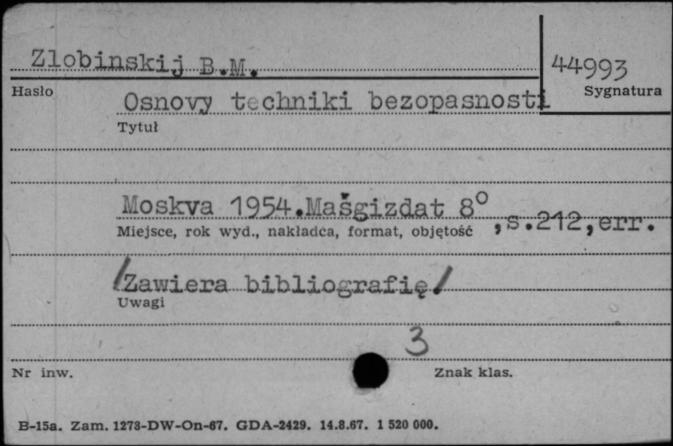 Zlobinskij B.M.
44993
Hasło
Sygnatura
Osnovy techniki bezopasnosti
Tytuł
Moskva 1954.Mašgizdat 8° ,s.212,err.
Miejsce, rok wyd., nakładca, format, objętość
/Zawiera bibliografię/
Uwagi
3
Nr inw.
Znak klas.
B-15a. Zam. 1273-DW-On-67. GDA-2429. 14.8.67. 1 520 000.